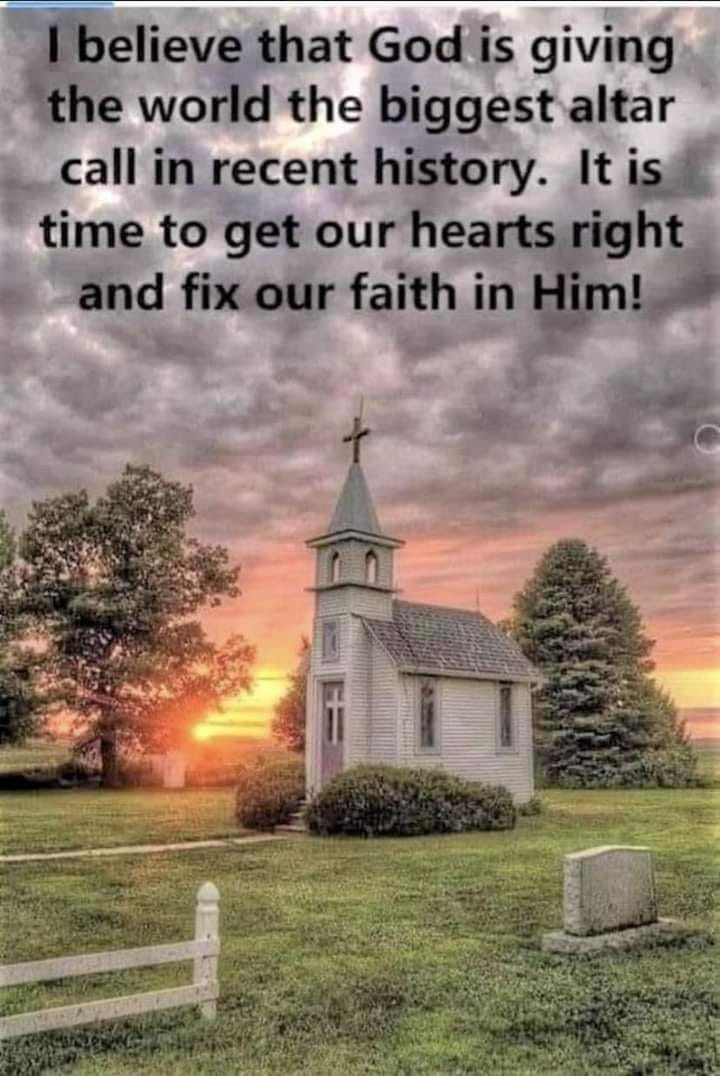 I believe that God is giving
the world the biggest altar
call in recent history.  It is
time to get our hearts right
and fix our faith in Him!